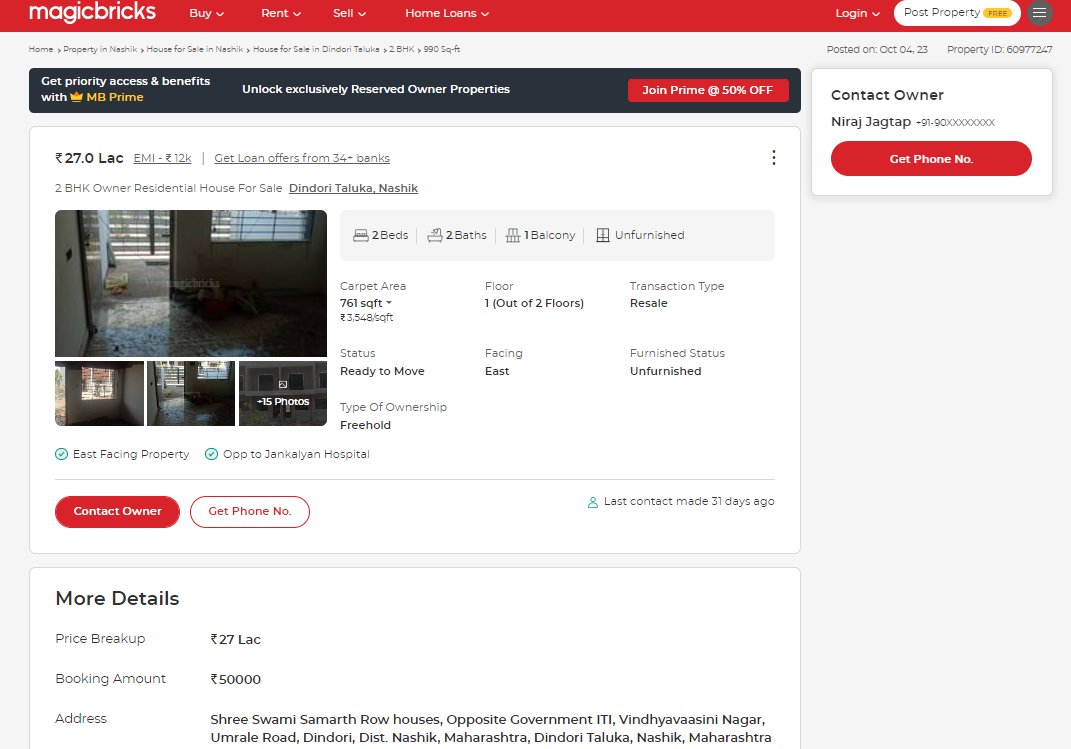 magicbricks
Buy
Rent
Sell
Home Loans
Login
Post Property FREE
Home > Property in Nashik > House for Sale in Nashik > House for Sale in Dindori Taluka > 2 BHK > 990 Sq-ft
Posted on: Oct 04, 23
Property ID: 60977247
Get priority access & benefits
with MB Prime
Unlock exclusively Reserved Owner Properties
Join Prime @ 50% OFF
Contact Owner
Niraj Jagtap +91-90XXXXXXXX
Get Phone No.
₹27.0 Lac EMI - ₹ 12k | Get Loan offers from 34+ banks
2 BHK Owner Residential House For Sale Dindori Taluka, Nashik
magicbricks
+15 Photos
2 Beds
2 Baths
1 Balcony
Unfurnished
Carpet Area
761 sqft
₹3,548/sqft
Floor
1 (Out of 2 Floors)
Transaction Type
Resale
Status
Ready to Move
Facing
East
Furnished Status
Unfurnished
Type Of Ownership
Freehold
East Facing Property
Opp to Jankalyan Hospital
Contact Owner
Get Phone No.
Last contact made 31 days ago
More Details
Price Breakup ₹27 Lac
Booking Amount ₹50000
Address Shree Swami Samarth Row houses, Opposite Government ITI, Vindhyavaasini Nagar,
Umrale Road, Dindori, Dist. Nashik, Maharashtra, Dindori Taluka, Nashik, Maharashtra